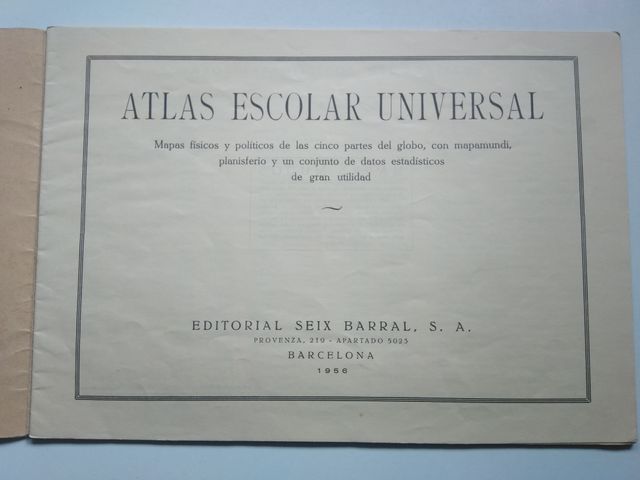 ATLAS ESCOLAR UNIVERSAL
Mapas físicos y políticos de las cinco partes del globo, con mapamundi,
planisferio y un conjunto de datos estadísticos
de gran utilidad
EDITORIAL SEIX BARRAL, S. A.
PROVENZA, 219 - APARTADO 5025
BARCELONA
1956